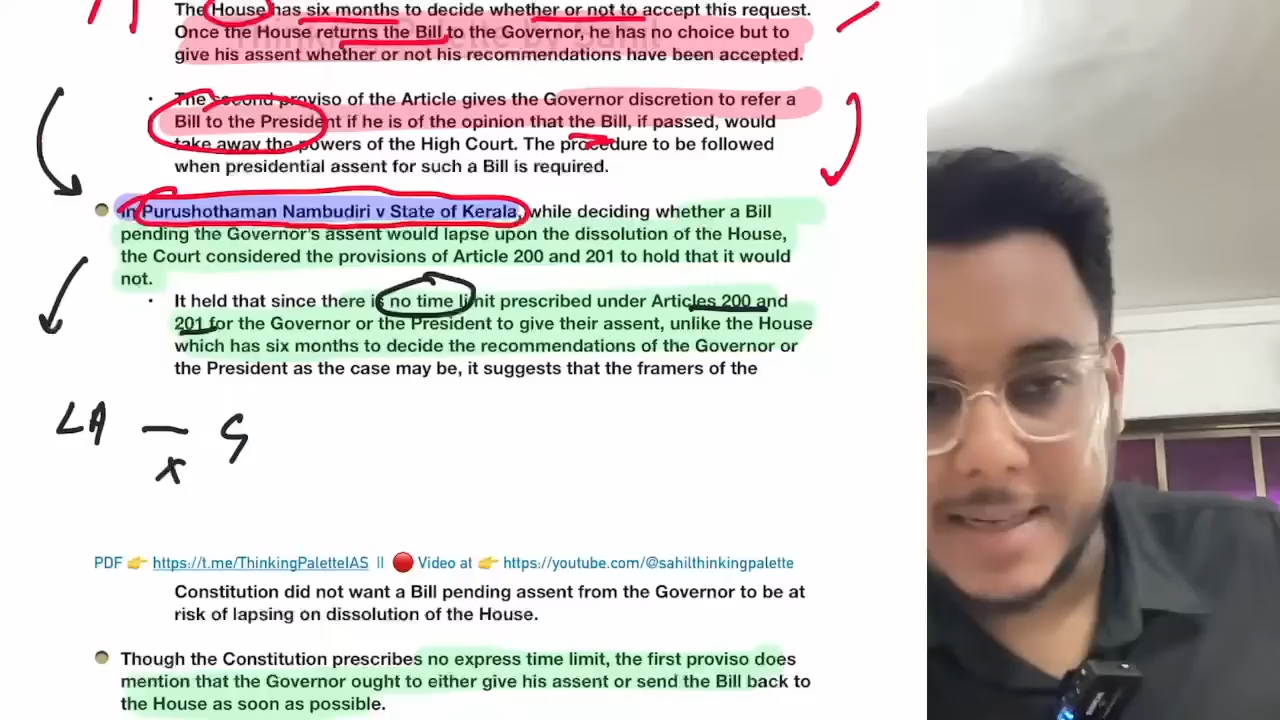 The House has six months to decide whether or not to accept this request.
Once the House returns the Bill to the Governor, he has no choice but to
give his assent whether or not his recommendations have been accepted.
· The second proviso of the Article gives the Governor discretion to refer a
Bill to the President if he is of the opinion that the Bill, if passed, would
take away the powers of the High Court. The procedure to be followed
when presidential assent for such a Bill is required.
In Purushothaman Nambudiri v State of Kerala, while deciding whether a Bill
pending the Governor's assent would lapse upon the dissolution of the House,
the Court considered the provisions of Article 200 and 201 to hold that it would
not.
· It held that since there is no time limit prescribed under Articles 200 and
201 for the Governor or the President to give their assent, unlike the House
which has six months to decide the recommendations of the Governor or
the President as the case may be, it suggests that the framers of the
LA — G
x
PDF 👉 https://t.me/ThinkingPaletteIAS || 🔴 Video at 👉 https://youtube.com/@sahilthinkingpalette
Constitution did not want a Bill pending assent from the Governor to be at
risk of lapsing on dissolution of the House.
Though the Constitution prescribes no express time limit, the first proviso does
mention that the Governor ought to either give his assent or send the Bill back to
the House as soon as possible.